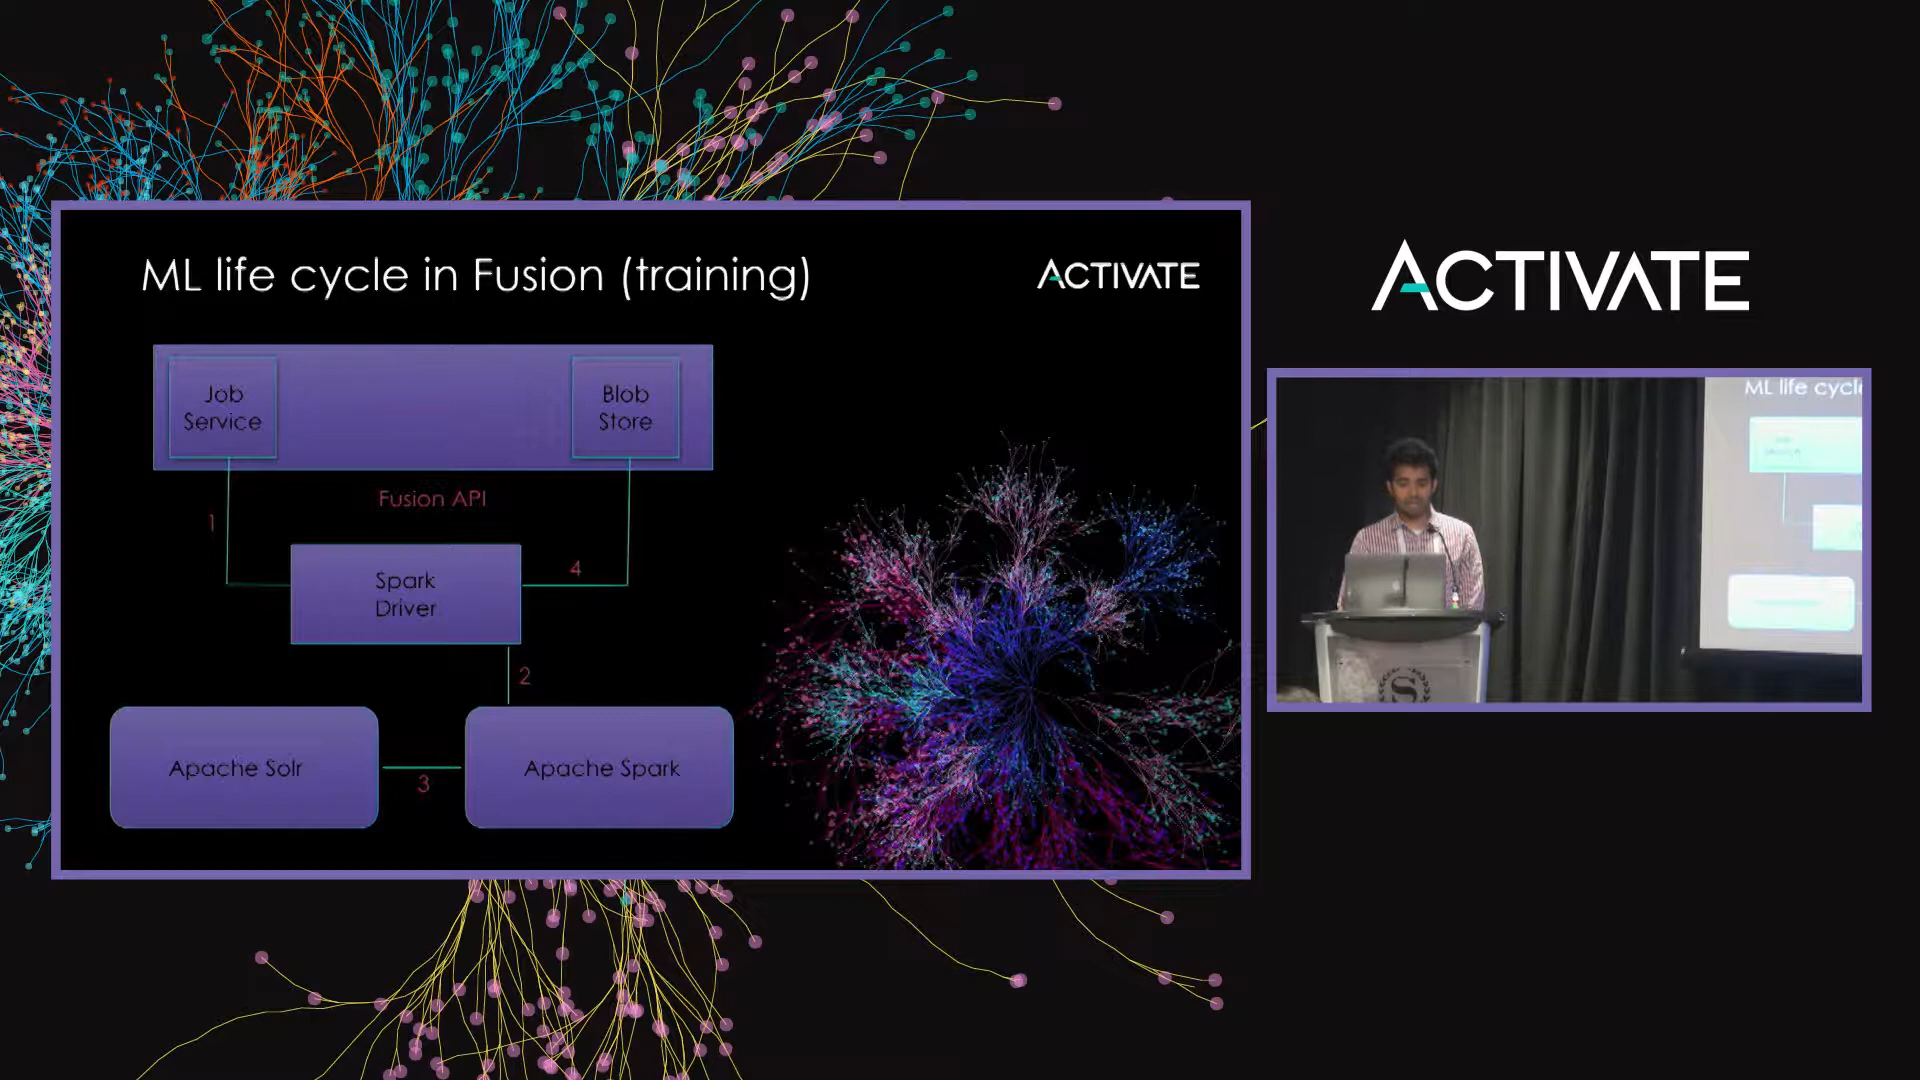 ML life cycle in Fusion (training)
ACTIVATE
Job
Service
Blob
Store
Fusion API
1
Spark
Driver
4
2
Apache Solr
3
Apache Spark
ACTIVATE
ML life cycle
S